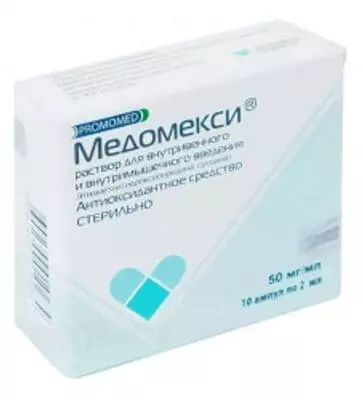 PROMOMED
Медомекси®
раствор для внутривенного
и внутримышечного введения
Антиоксидантное средство
СТЕРИЛЬНО
50 мг/мл
10 ампул по 2 мл